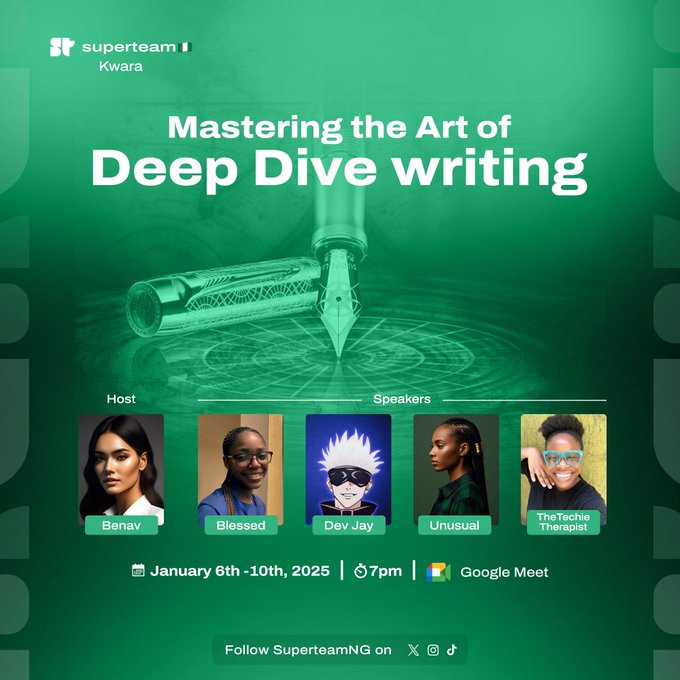 superteam
Kwara
Mastering the Art of
Deep Dive writing
Host
Speakers
Benav
Blessed
Dev Jay
Unusual
TheTechie
Therapist
January 6th -10th, 2025 | 7pm | Google Meet
Follow SuperteamNG on